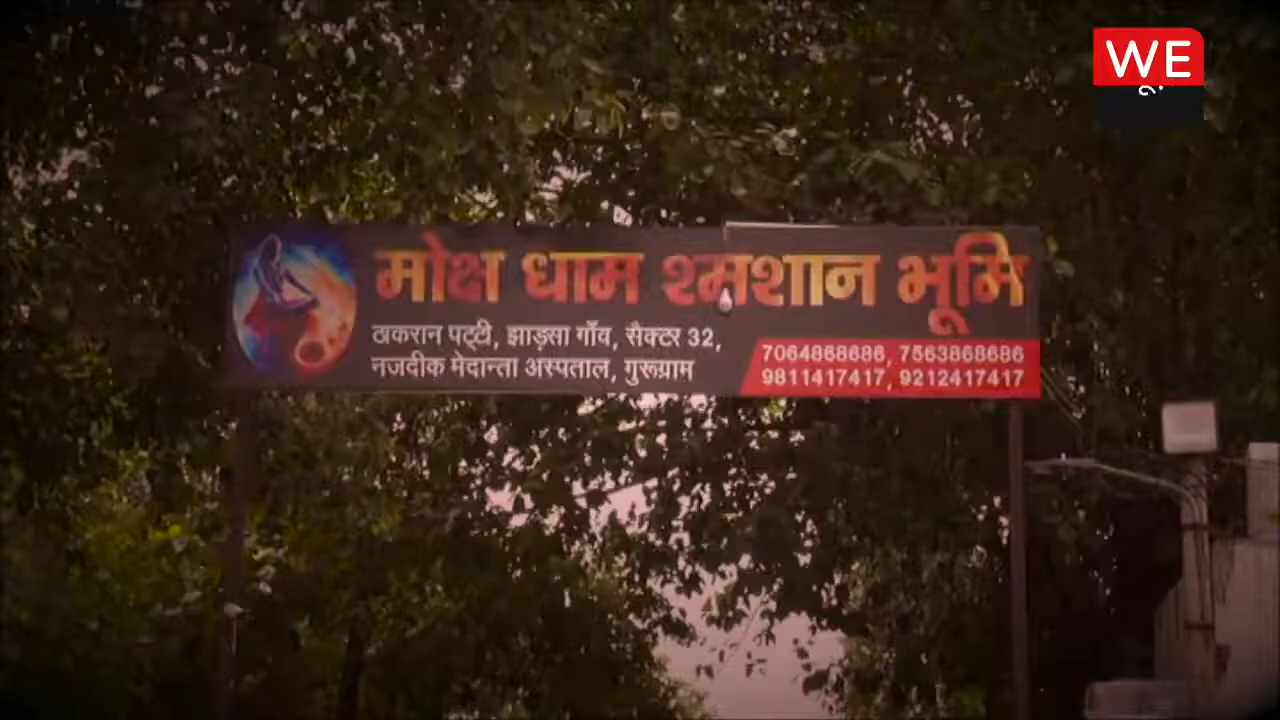 WE
मोक्ष धाम श्मशान भूमि
ठाकरान पट्टी, झाड़सा गाँव, सैक्टर 32,
नजदीक मेदान्ता अस्पताल, गुरूग्राम
7064868686, 7563868686
9811417417, 9212417417